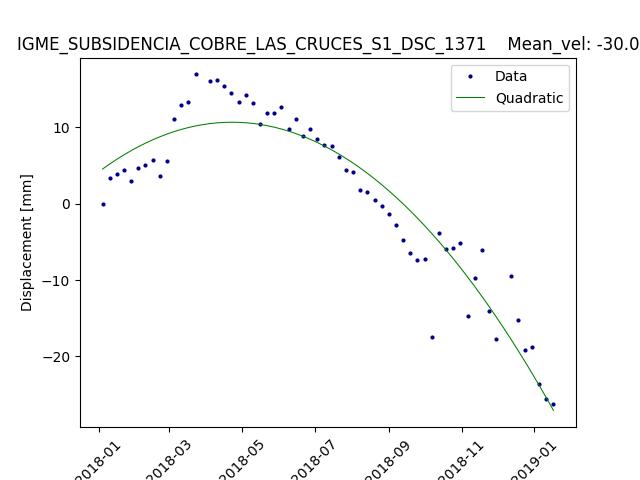 IGME_SUBSIDENCIA_COBRE_LAS_CRUCES_S1_DSC_1371 Mean_vel: -30.0
Data
Quadratic
Displacement [mm]
10
0
−10
−20
2018-01
2018-03
2018-05
2018-07
2018-09
2018-11
2019-01